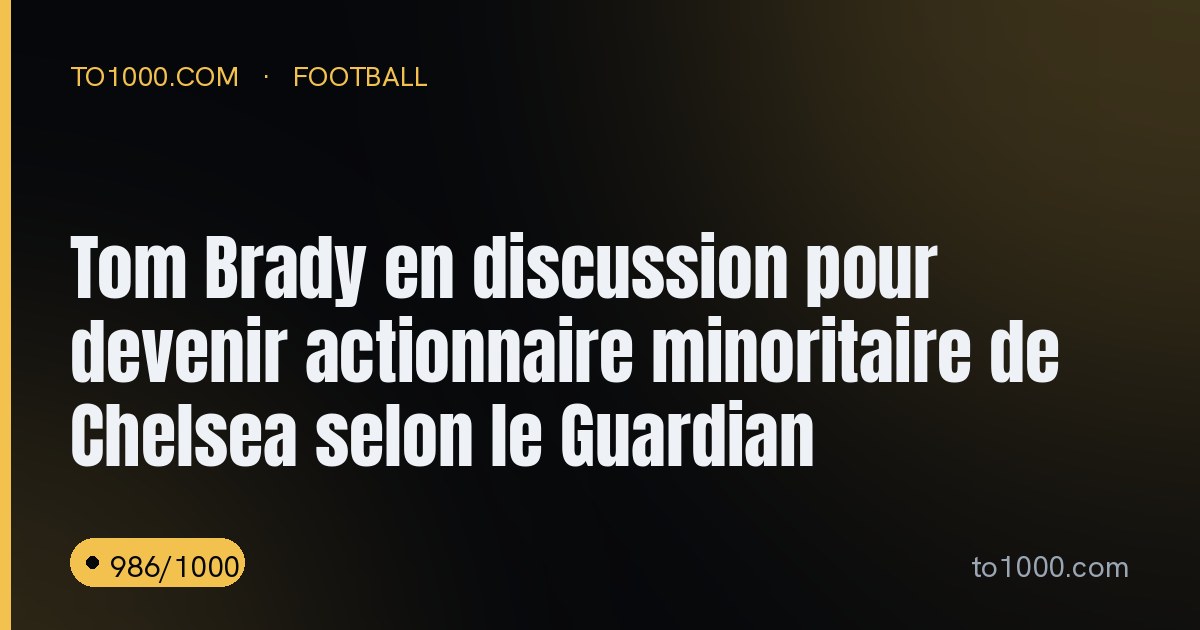 TO1000.COM · FOOTBALL
Tom Brady en discussion pour
devenir actionnaire minoritaire de
Chelsea selon le Guardian
986/1000
to1000.com